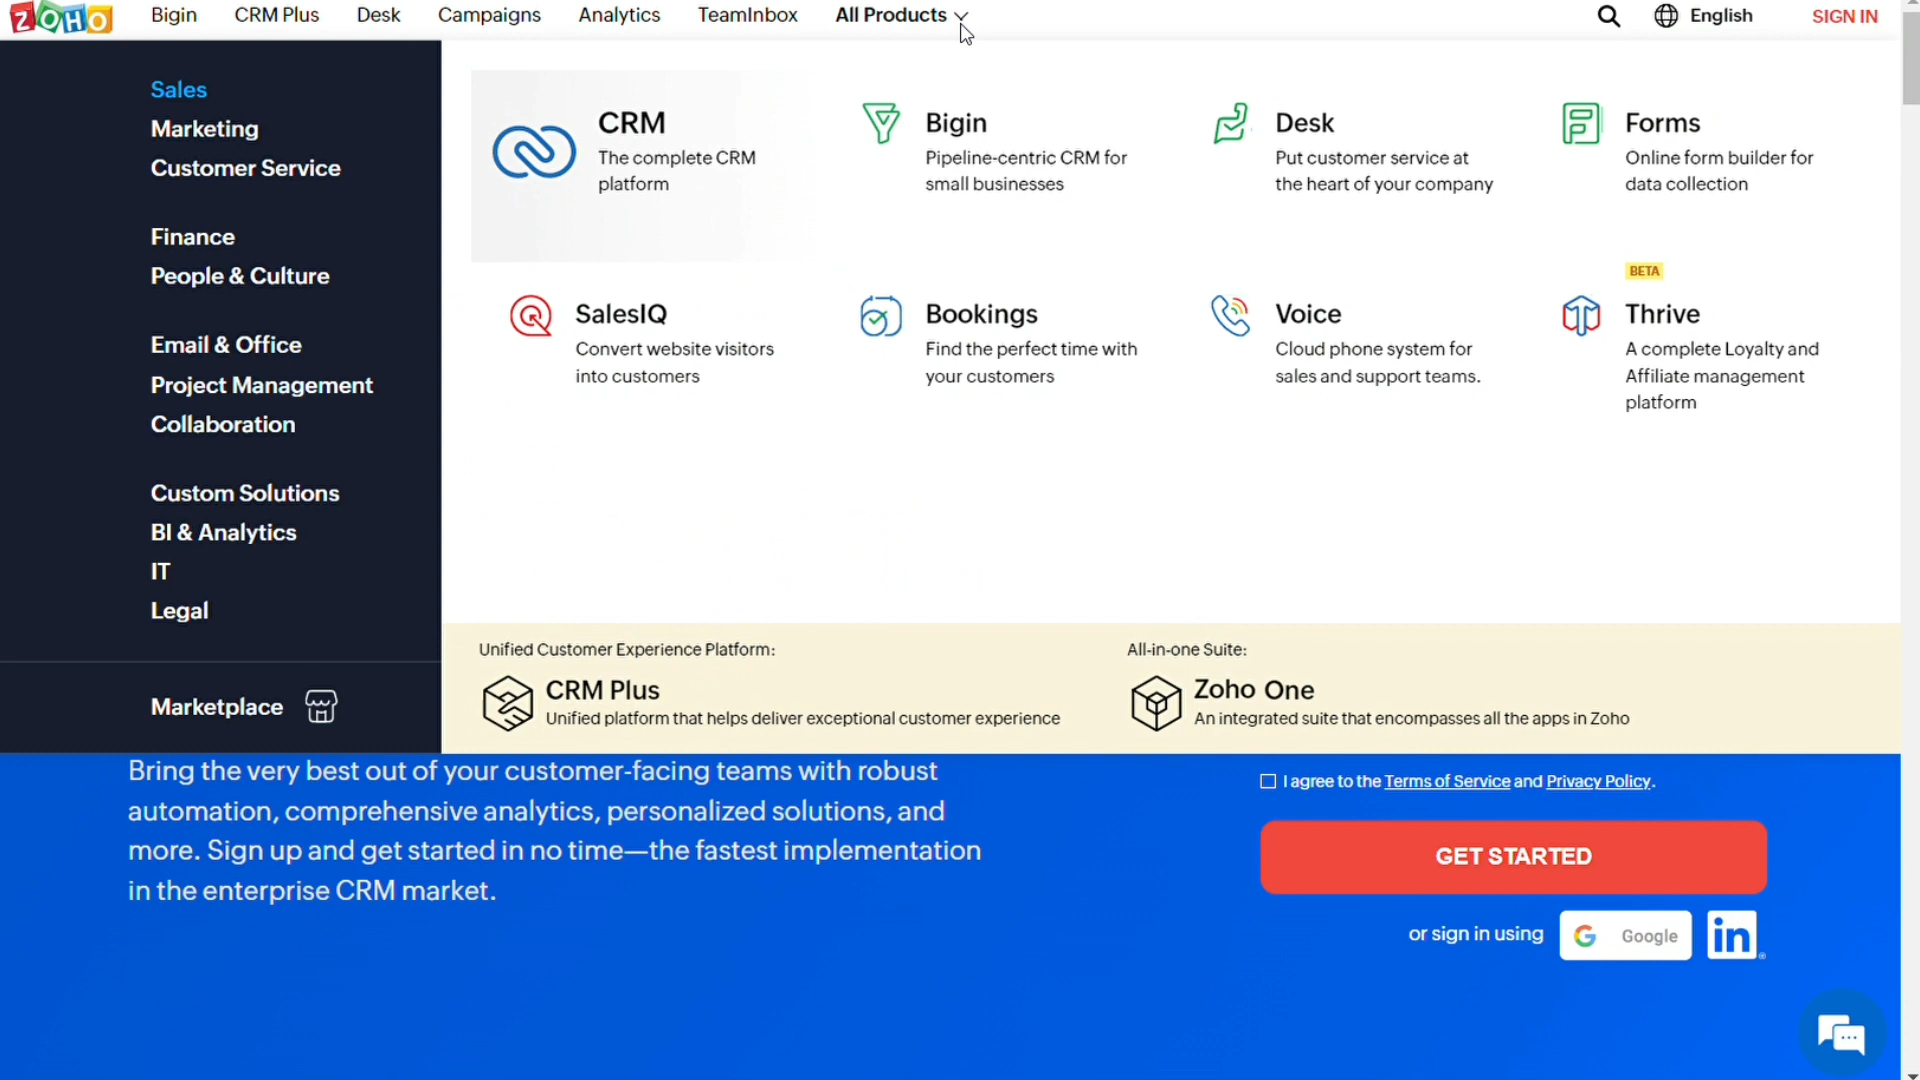 ZOHO
Bigin
CRM Plus
Desk
Campaigns
Analytics
TeamInbox
All Products
English
SIGN IN
Sales
Marketing
Customer Service
Finance
People & Culture
Email & Office
Project Management
Collaboration
Custom Solutions
BI & Analytics
IT
Legal
Marketplace
CRM
The complete CRM
platform
Bigin
Pipeline-centric CRM for
small businesses
Desk
Put customer service at
the heart of your company
Forms
Online form builder for
data collection
SalesIQ
Convert website visitors
into customers
Bookings
Find the perfect time with
your customers
Voice
Cloud phone system for
sales and support teams.
BETA
Thrive
A complete Loyalty and
Affiliate management
platform
Unified Customer Experience Platform:
CRM Plus
Unified platform that helps deliver exceptional customer experience
All-in-one Suite:
Zoho One
An integrated suite that encompasses all the apps in Zoho
Bring the very best out of your customer-facing teams with robust
automation, comprehensive analytics, personalized solutions, and
more. Sign up and get started in no time—the fastest implementation
in the enterprise CRM market.
I agree to the Terms of Service and Privacy Policy.
GET STARTED
or sign in using
G Google
in